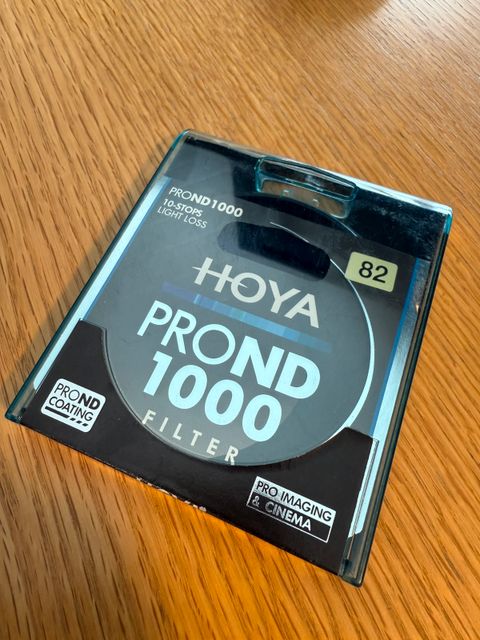 PROND1000
10-STOPS
LIGHT LOSS
82
HOYA
PROND
1000
FILTER
PROND
COATING
PRO IMAGING
& CINEMA